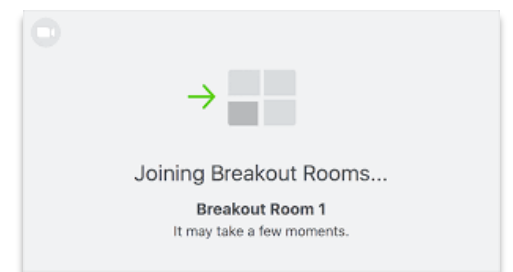 Joining Breakout Rooms...
Breakout Room 1
It may take a few moments.